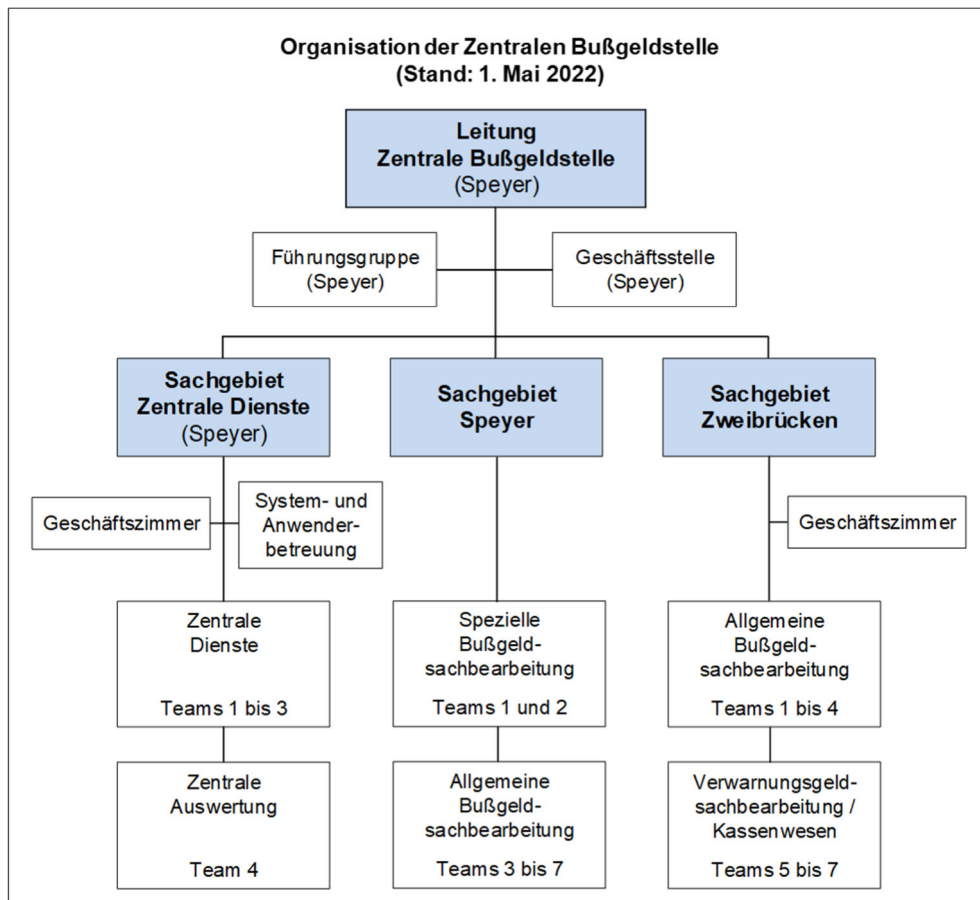 Organisation der Zentralen Bußgeldstelle
(Stand: 1. Mai 2022)
Leitung
Zentrale Bußgeldstelle
(Speyer)
Führungsgruppe
(Speyer)
Geschäftsstelle
(Speyer)
Sachgebiet
Zentrale Dienste
(Speyer)
Sachgebiet
Speyer
Sachgebiet
Zweibrücken
Geschäftszimmer
System- und
Anwender-
betreuung
Geschäftszimmer
Zentrale
Dienste
Teams 1 bis 3
Spezielle
Bußgeld-
sachbearbeitung
Teams 1 und 2
Allgemeine
Bußgeld-
sachbearbeitung
Teams 1 bis 4
Zentrale
Auswertung
Team 4
Allgemeine
Bußgeld-
sachbearbeitung
Teams 3 bis 7
Verwarnungsgeld-
sachbearbeitung /
Kassenwesen
Teams 5 bis 7